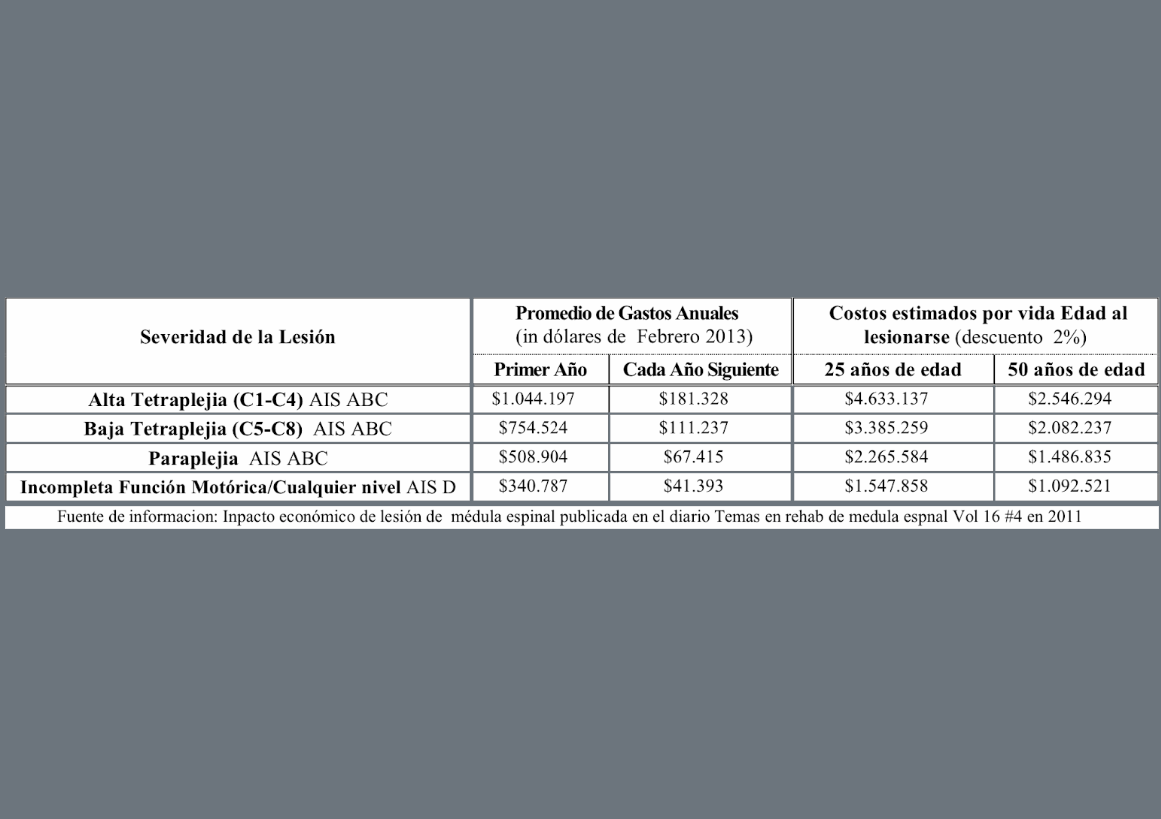 Severidad de la Lesión
Promedio de Gastos Anuales
(in dólares de Febrero 2013)
Costos estimados por vida Edad al
lesionarse (descuento 2%)
Primer Año Cada Año Siguiente 25 años de edad 50 años de edad
Alta Tetraplejia (C1-C4) AIS ABC $1.044.197 $181.328 $4.633.137 $2.546.294
Baja Tetraplejia (C5-C8) AIS ABC $754.524 $111.237 $3.385.259 $2.082.237
Paraplejia AIS ABC $508.904 $67.415 $2.265.584 $1.486.835
Incompleta Función Motórica/Cualquier nivel AIS D $340.787 $41.393 $1.547.858 $1.092.521
Fuente de informacion: Inpacto económico de lesión de médula espinal publicada en el diario Temas en rehab de medula espnal Vol 16 #4 en 2011